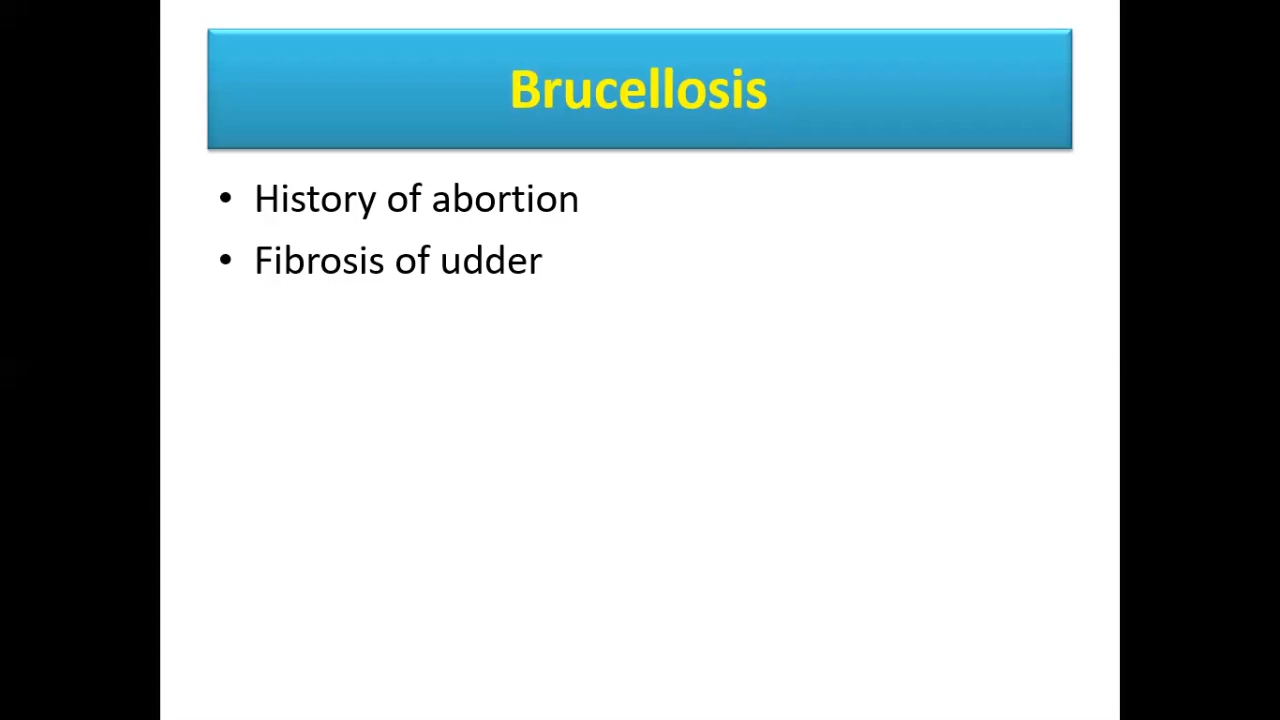 Brucellosis
• History of abortion
• Fibrosis of udder